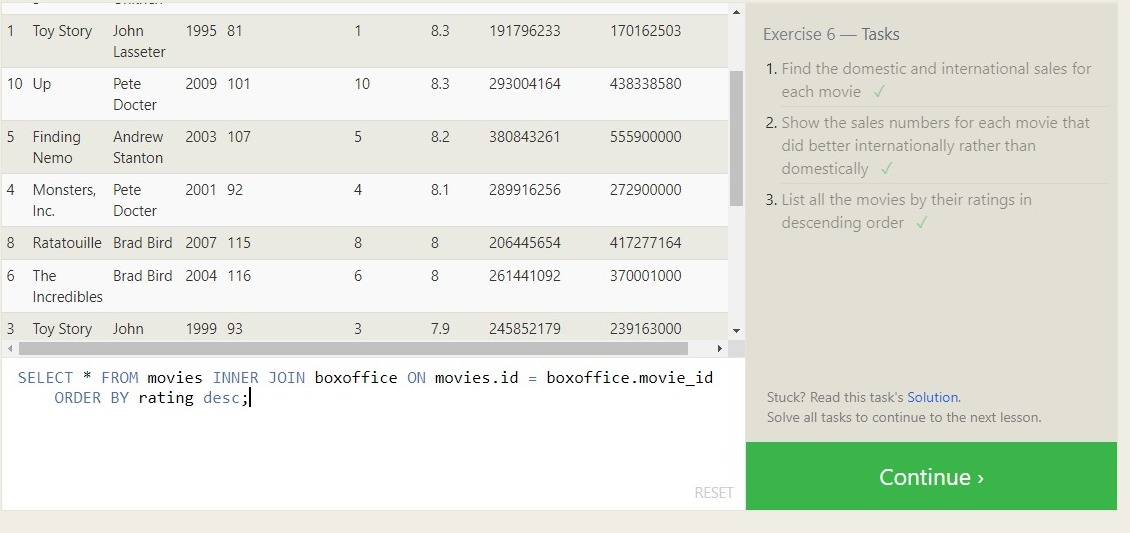 1 Toy Story John 1995 81 1 8.3 191796233 170162503
Lasseter
10 Up Pete 2009 101 10 8.3 293004164 438338580
Docter
5 Finding Andrew 2003 107 5 8.2 380843261 555900000
Nemo Stanton
4 Monsters, Pete 2001 92 4 8.1 289916256 272900000
Inc. Docter
8 Ratatouille Brad Bird 2007 115 8 8 206445654 417277164
6 The Brad Bird 2004 116 6 8 261441092 370001000
Incredibles
3 Toy Story John 1999 93 3 7.9 245852179 239163000
SELECT * FROM movies INNER JOIN boxoffice ON movies.id = boxoffice.movie_id
ORDER BY rating desc;
RESET
Exercise 6 — Tasks
1. Find the domestic and international sales for
each movie ✓
2. Show the sales numbers for each movie that
did better internationally rather than
domestically ✓
3. List all the movies by their ratings in
descending order ✓
Stuck? Read this task's Solution.
Solve all tasks to continue to the next lesson.
Continue ›